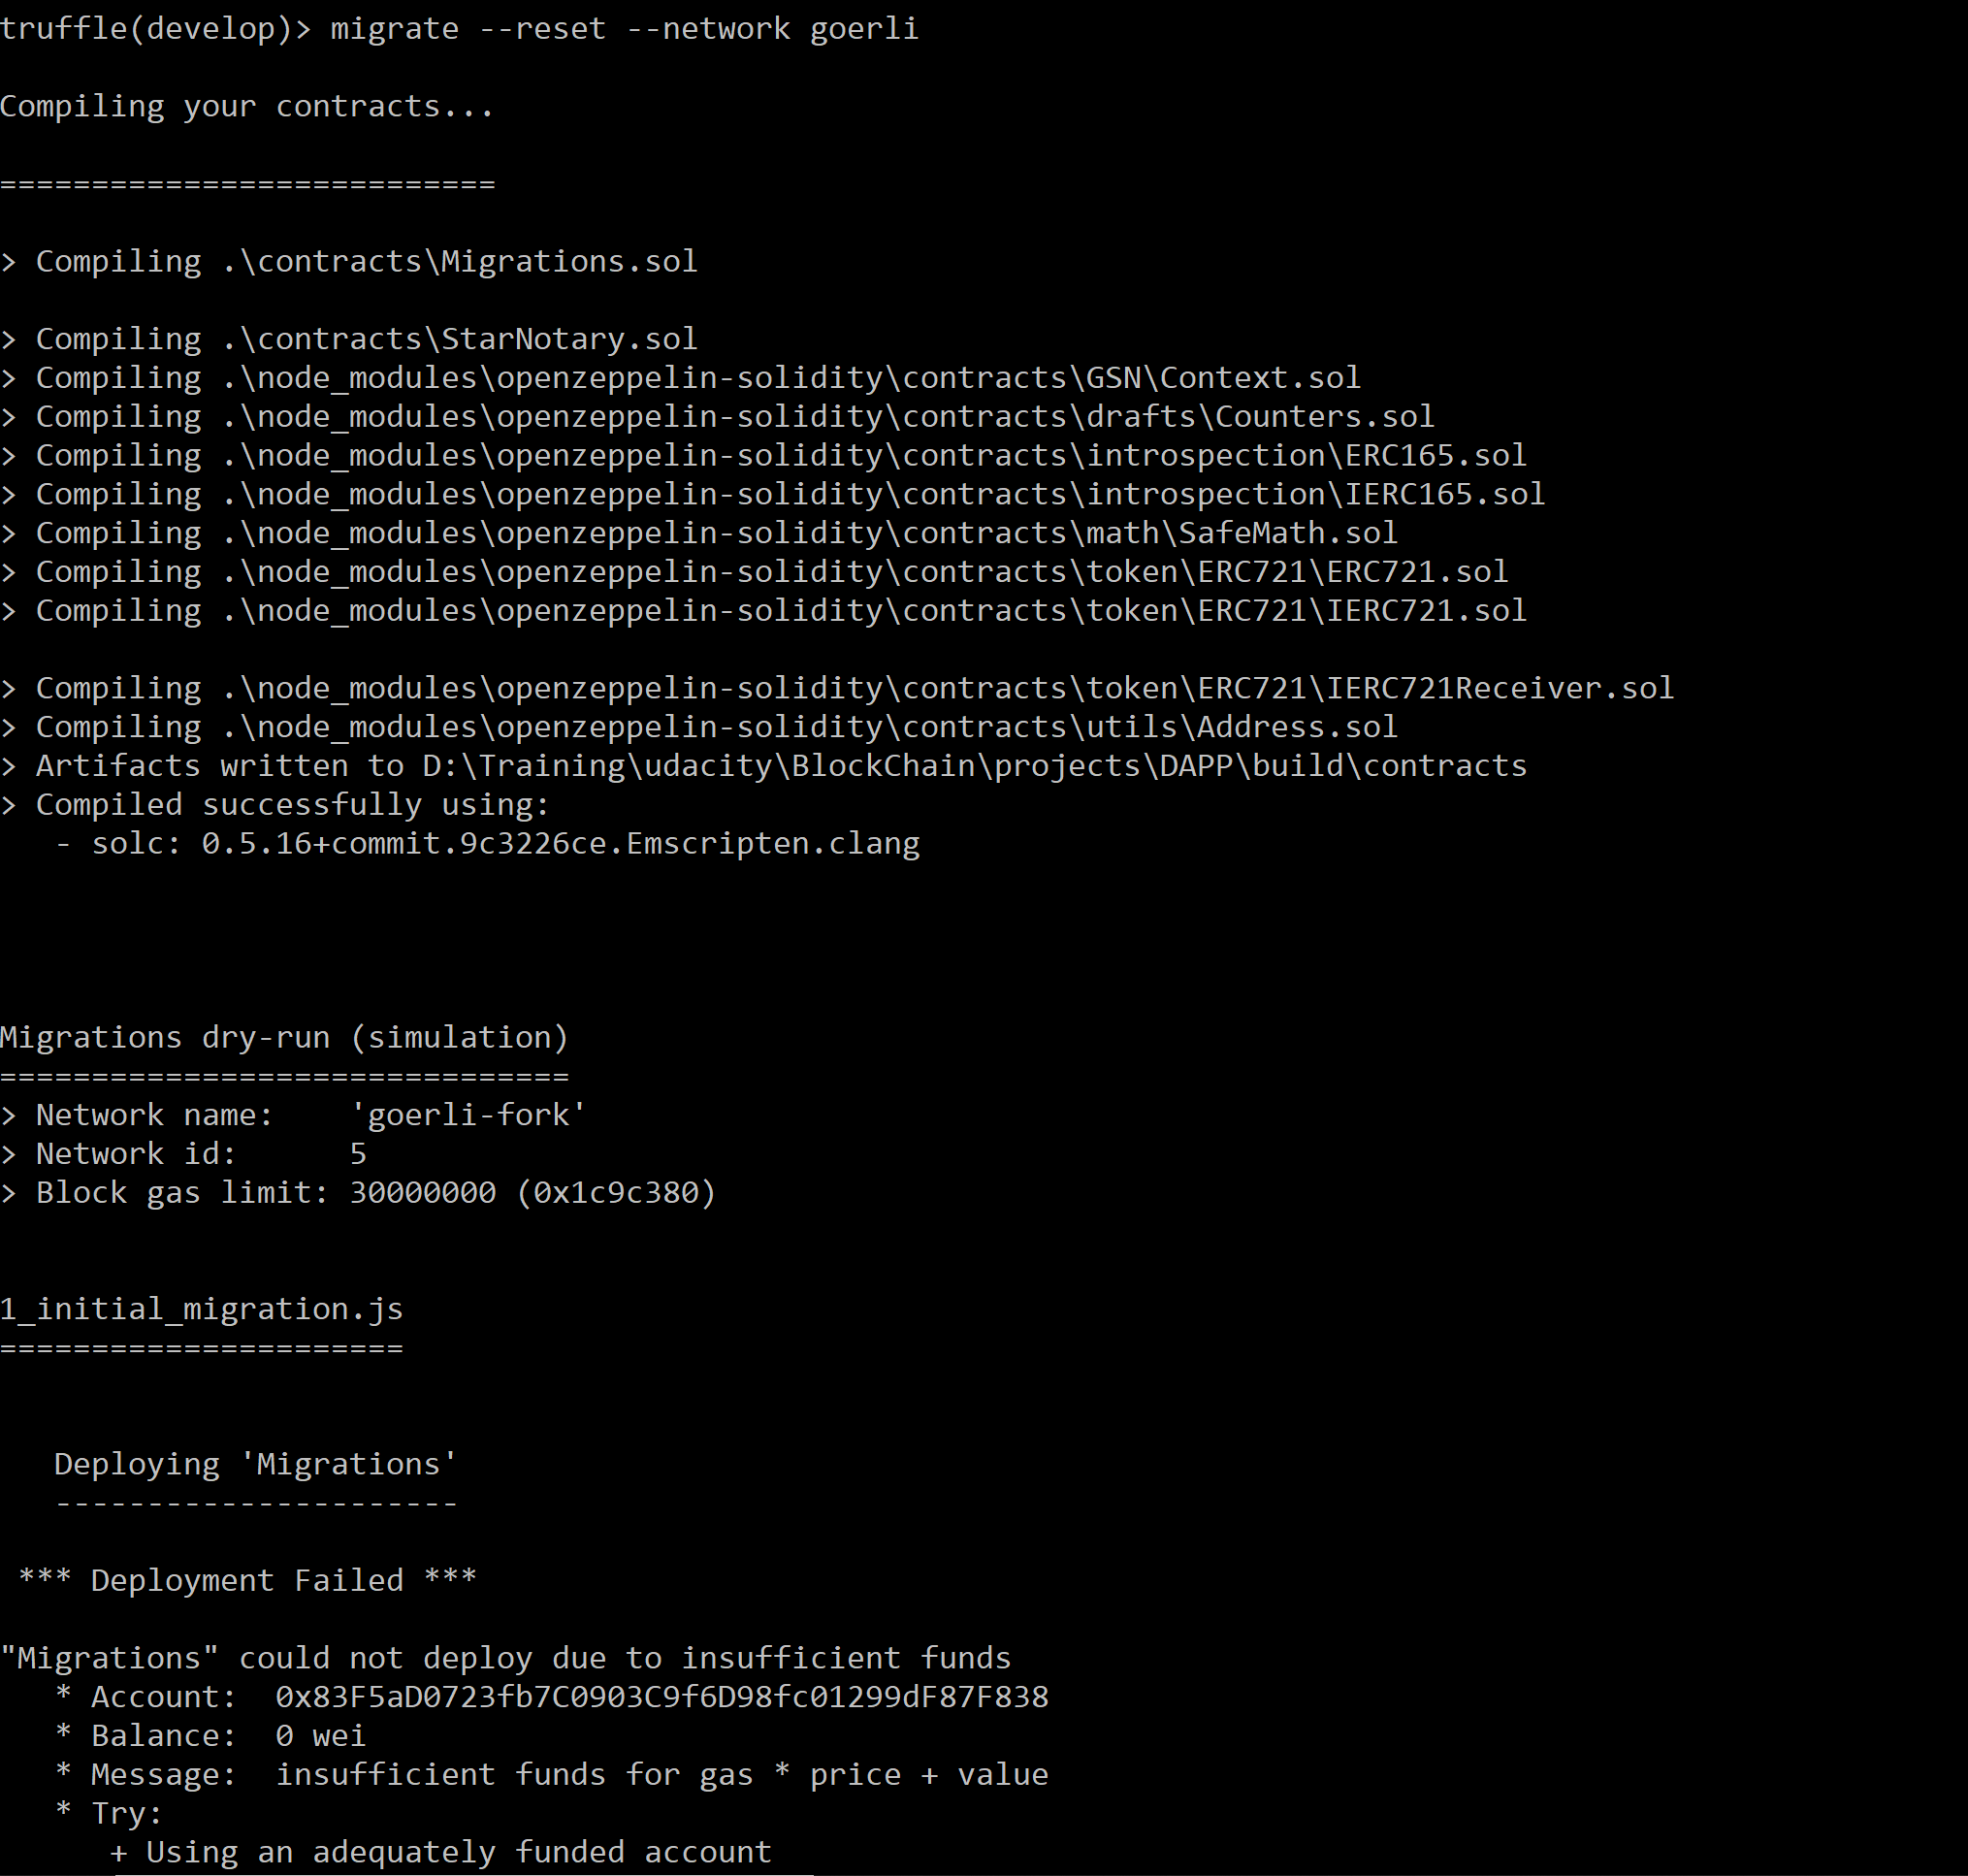 truffle(develop)> migrate --reset --network goerli
Compiling your contracts...
===========================
> Compiling .\contracts\Migrations.sol
> Compiling .\contracts\StarNotary.sol
> Compiling .\node_modules\openzeppelin-solidity\contracts\GSN\Context.sol
> Compiling .\node_modules\openzeppelin-solidity\contracts\drafts\Counters.sol
> Compiling .\node_modules\openzeppelin-solidity\contracts\introspection\ERC165.sol
> Compiling .\node_modules\openzeppelin-solidity\contracts\introspection\IERC165.sol
> Compiling .\node_modules\openzeppelin-solidity\contracts\math\SafeMath.sol
> Compiling .\node_modules\openzeppelin-solidity\contracts\token\ERC721\ERC721.sol
> Compiling .\node_modules\openzeppelin-solidity\contracts\token\ERC721\IERC721.sol
> Compiling .\node_modules\openzeppelin-solidity\contracts\token\ERC721\IERC721Receiver.sol
> Compiling .\node_modules\openzeppelin-solidity\contracts\utils\Address.sol
> Artifacts written to D:\Training\udacity\BlockChain\projects\DAPP\build\contracts
> Compiled successfully using:
   - solc: 0.5.16+commit.9c3226ce.Emscripten.clang
Migrations dry-run (simulation)
===============================
> Network name:    'goerli-fork'
> Network id:      5
> Block gas limit: 30000000 (0x1c9c380)
1_initial_migration.js
======================
   Deploying 'Migrations'
   ----------------------
 *** Deployment Failed ***
"Migrations" could not deploy due to insufficient funds
   * Account:  0x83F5aD0723fb7C0903C9f6D98fc01299dF87F838
   * Balance:  0 wei
   * Message:  insufficient funds for gas * price + value
   * Try:
      + Using an adequately funded account